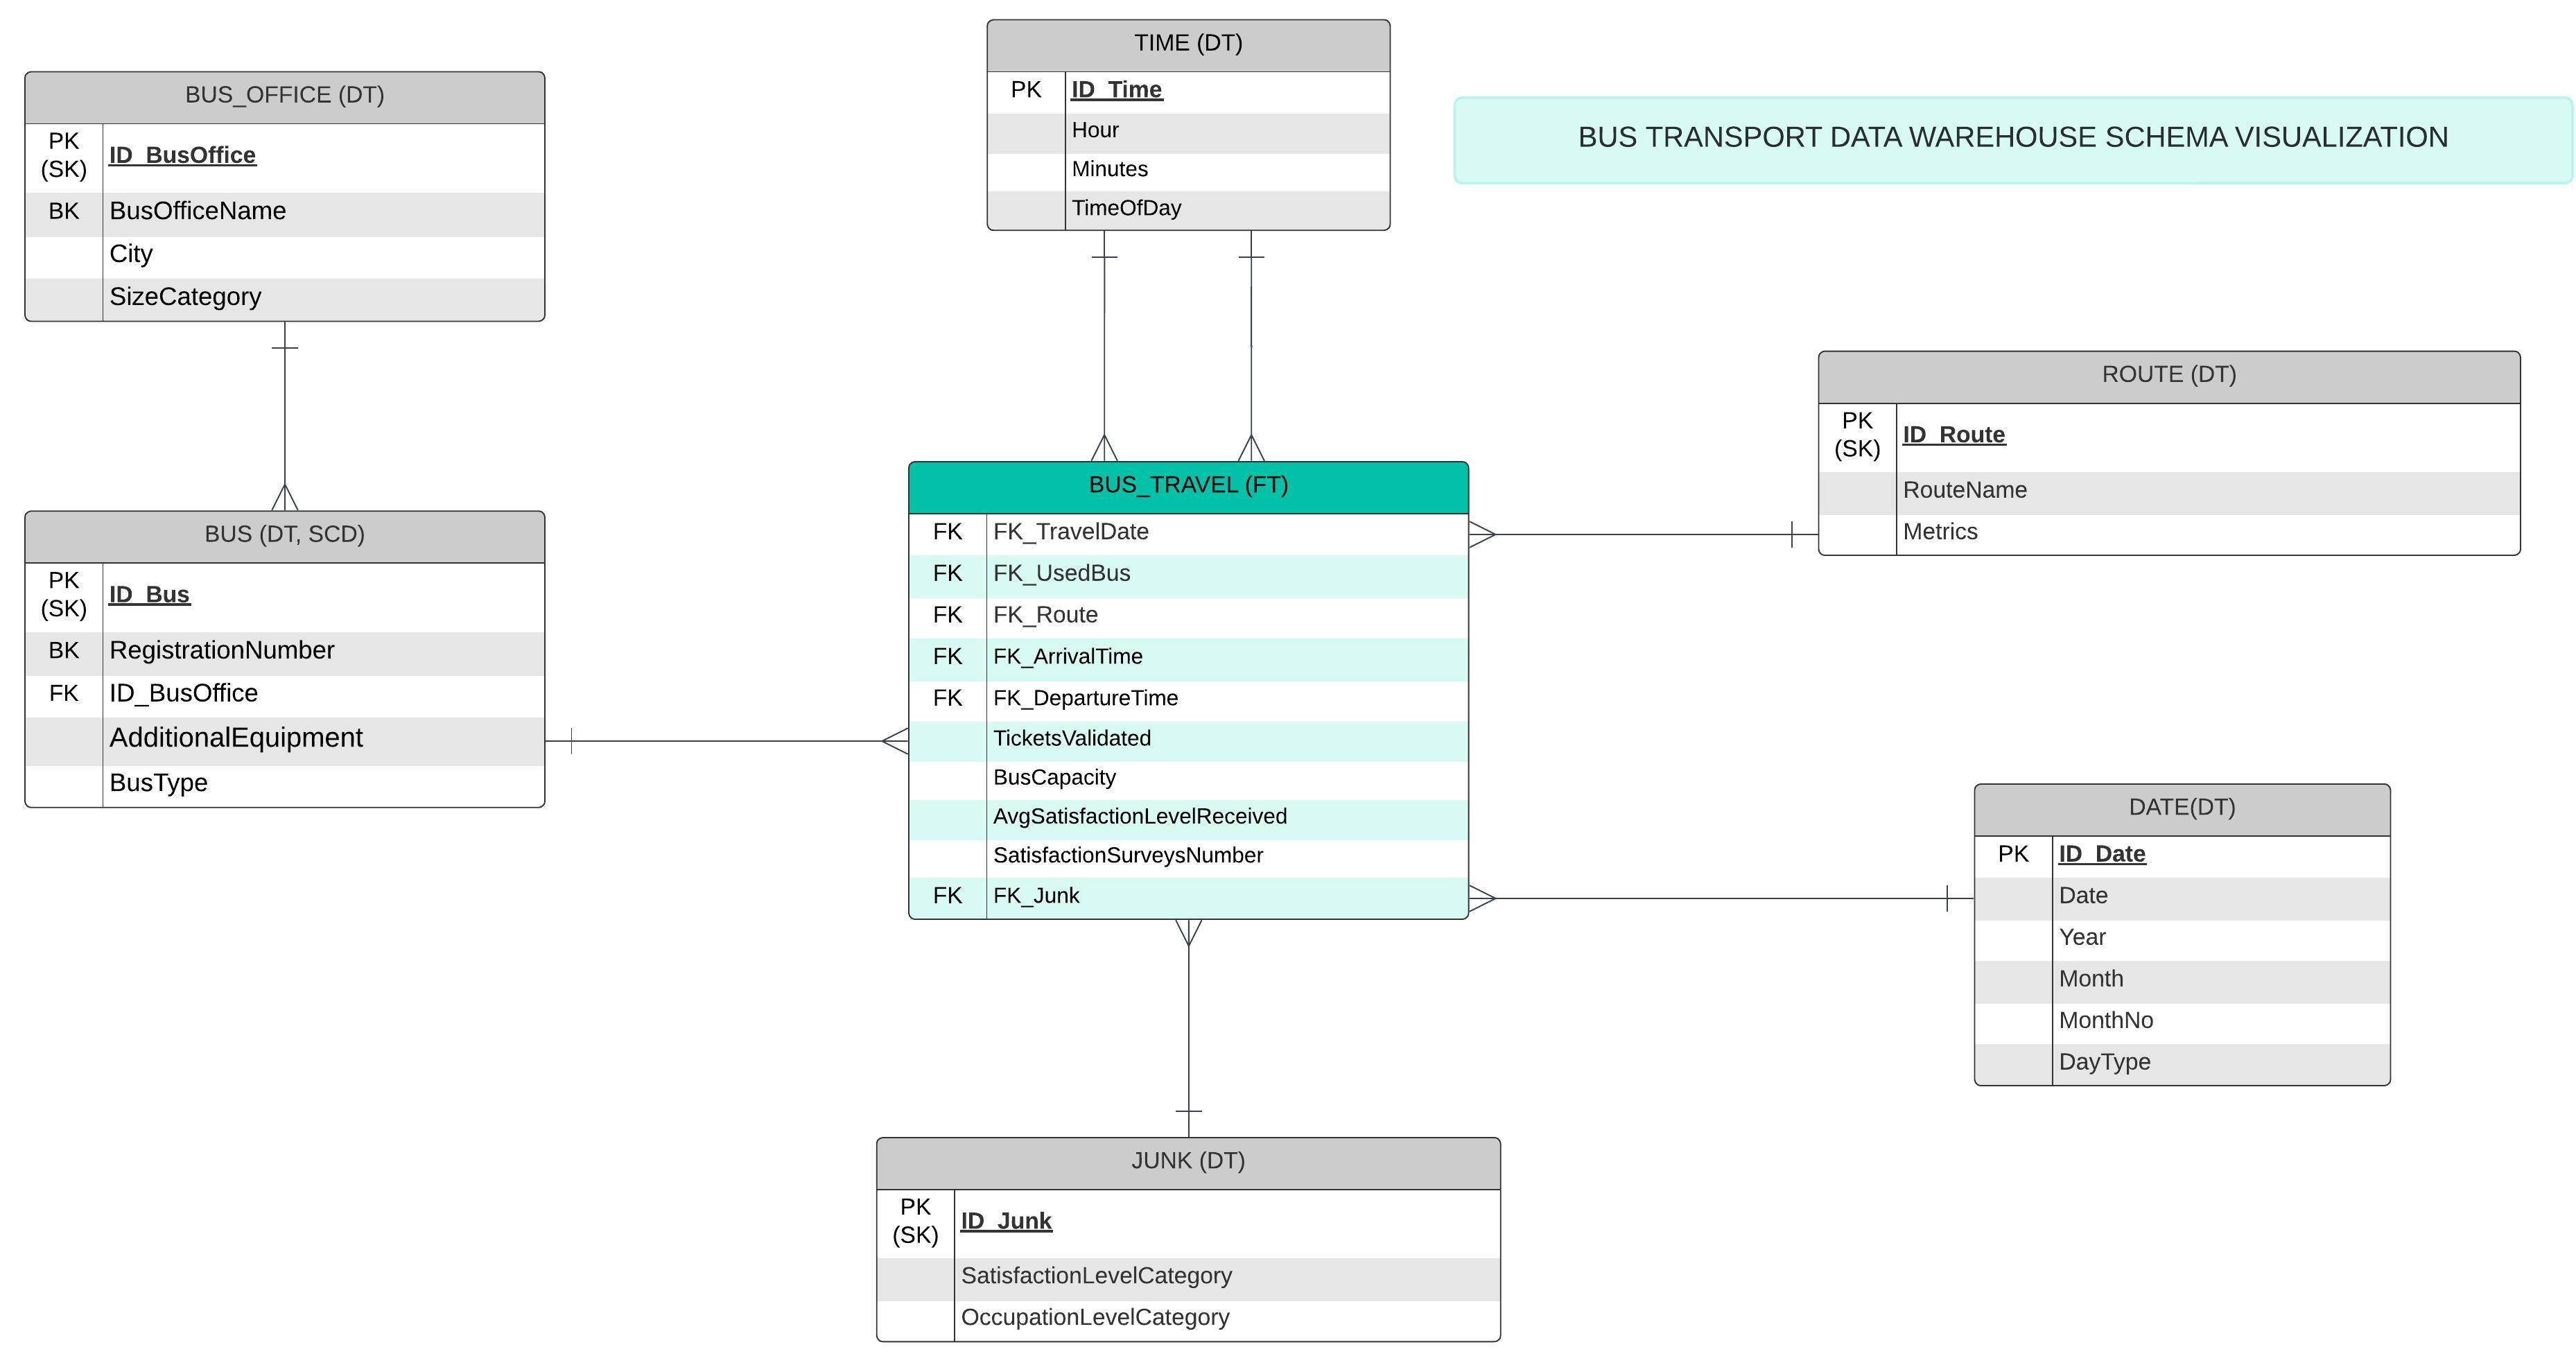 TIME (DT)
PK ID_Time
Hour
Minutes
TimeOfDay
BUS TRANSPORT DATA WAREHOUSE SCHEMA VISUALIZATION
BUS_OFFICE (DT)
PK
(SK) ID_BusOffice
BK BusOfficeName
City
SizeCategory
ROUTE (DT)
PK
(SK) ID_Route
RouteName
Metrics
BUS (DT, SCD)
PK
(SK) ID_Bus
BK RegistrationNumber
FK ID_BusOffice
AdditionalEquipment
BusType
BUS_TRAVEL (FT)
FK FK_TravelDate
FK FK_UsedBus
FK FK_Route
FK FK_ArrivalTime
FK FK_DepartureTime
TicketsValidated
BusCapacity
AvgSatisfactionLevelReceived
SatisfactionSurveysNumber
FK FK_Junk
DATE(DT)
PK ID_Date
Date
Year
Month
MonthNo
DayType
JUNK (DT)
PK
(SK) ID_Junk
SatisfactionLevelCategory
OccupationLevelCategory